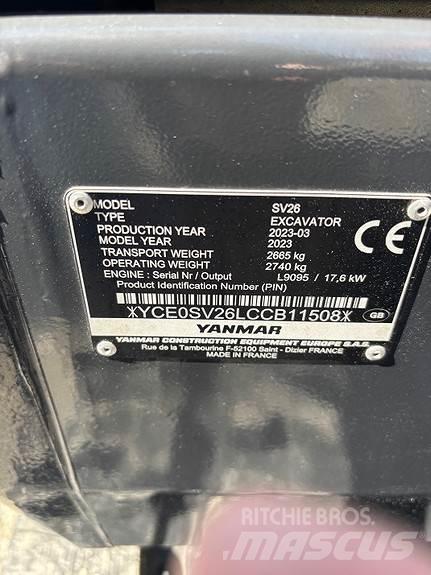 MODEL SV26
TYPE EXCAVATOR
PRODUCTION YEAR 2023-03
MODEL YEAR 2023
TRANSPORT WEIGHT 2665 kg
OPERATING WEIGHT 2740 kg
ENGINE : Serial Nr / Output L9095 / 17,6 kW
Product Identification Number (PIN)
CE
*YCE0SV26LCCB11508*
GB
YANMAR
YANMAR CONSTRUCTION EQUIPMENT EUROPE S.A.S.
Rue de la Tambourine F-52100 Saint - Dizier FRANCE
MADE IN FRANCE
RITCHIE BROS.
MASCUS